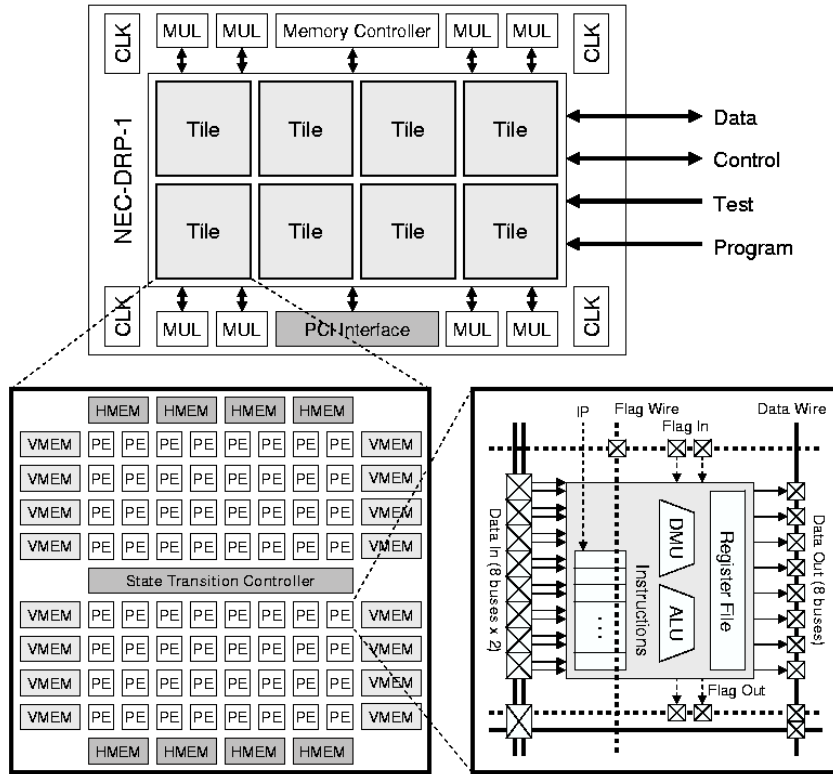 CLK MUL MUL Memory Controller MUL MUL CLK
NEC-DRP-1
Tile Tile Tile Tile
Tile Tile Tile Tile
Data
Control
Test
Program
CLK MUL MUL PCI Interface MUL MUL CLK
HMEM HMEM HMEM HMEM
VMEM PE PE PE PE PE PE PE PE VMEM
VMEM PE PE PE PE PE PE PE PE VMEM
VMEM PE PE PE PE PE PE PE PE VMEM
VMEM PE PE PE PE PE PE PE PE VMEM
State Transition Controller
VMEM PE PE PE PE PE PE PE PE VMEM
VMEM PE PE PE PE PE PE PE PE VMEM
VMEM PE PE PE PE PE PE PE PE VMEM
VMEM PE PE PE PE PE PE PE PE VMEM
HMEM HMEM HMEM HMEM
IP Flag Wire Data Wire
Flag In
Data In (8 buses x 2)
Instructions
...
DMU
ALU
Register File
Data Out (8 buses)
Flag Out